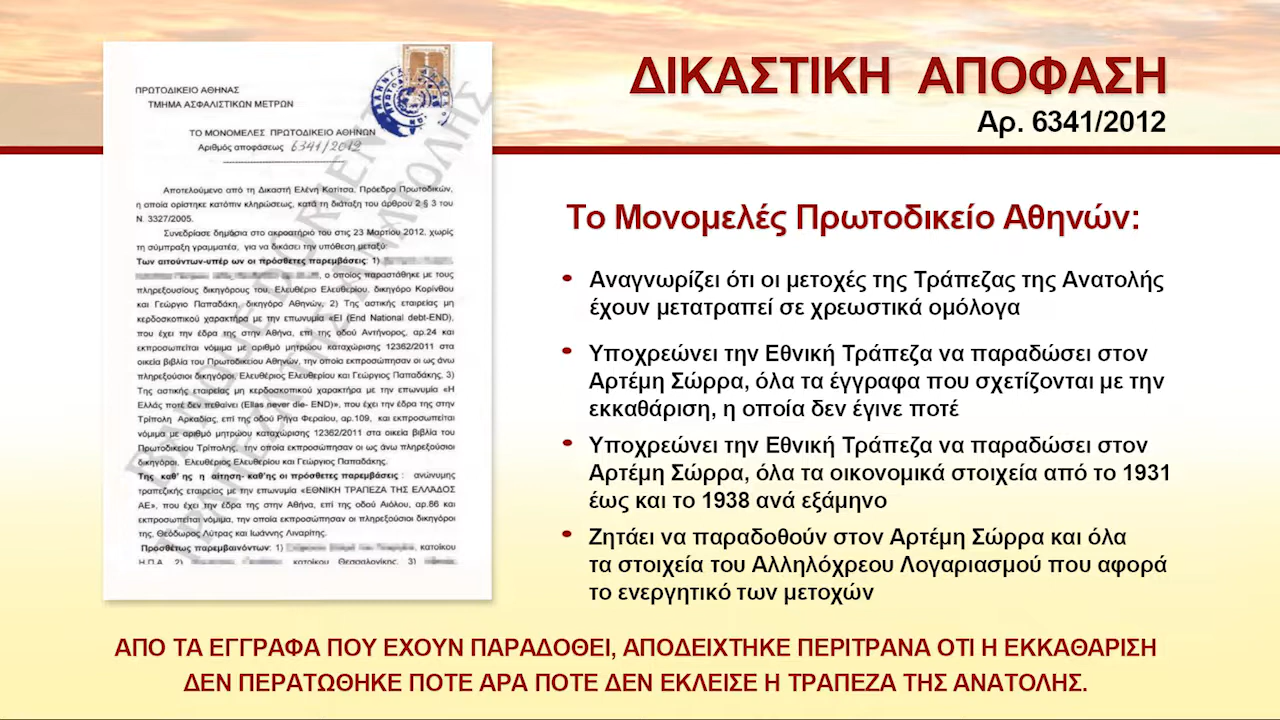 ΠΡΩΤΟΔΙΚΕΙΟ ΑΘΗΝΑΣ
ΤΜΗΜΑ ΑΣΦΑΛΙΣΤΙΚΩΝ ΜΕΤΡΩΝ
ΤΟ ΜΟΝΟΜΕΛΕΣ ΠΡΩΤΟΔΙΚΕΙΟ ΑΘΗΝΩΝ
Αριθμός αποφάσεως 6341/2012
Αποτελούμενο από τη Δικαστή Ελένη Κατίτσα, Πρόεδρο Πρωτοδικών,
η οποία ορίστηκε κατόπιν κληρώσεως, κατά τη διάταξη του άρθρου 2 § 3 του
Ν. 3327/2005.
Συνεδρίασε δημόσια στο ακροατήριό του στις 23 Μαρτίου 2012, χωρίς
τη σύμπραξη γραμματέα, για να δικάσει την υπόθεση μεταξύ:
Των αιτούντων-υπέρ ων οι πρόσθετες παρεμβάσεις: 1)
ο οποίος παραστάθηκε με τους
πληρεξουσίους δικηγόρους του, Ελευθέριο Ελευθερίου, δικηγόρο Κορίνθου
και Γεώργιο Παπαδάκη, δικηγόρο Αθηνών, 2) Της αστικής εταιρείας μη
κερδοσκοπικού χαρακτήρα με την επωνυμία «ΕΙ (End National debt-END),
που έχει την έδρα της στην Αθήνα, επί της οδού Αντήνορος, αρ.24 και
εκπροσωπείται νόμιμα με αριθμό μητρώου καταχώρισης 12362/2011 στα
οικεία βιβλία του Πρωτοδικείου Αθηνών, την οποία εκπροσώπησαν οι ως άνω
πληρεξούσιοι δικηγόροι, Ελευθέριος Ελευθερίου και Γεώργιος Παπαδάκης, 3)
Της αστικής εταιρείας μη κερδοσκοπικού χαρακτήρα με την επωνυμία «Η
Ελλάς ποτέ δεν πεθαίνει (Ellas never die- END)», που έχει την έδρα της στην
Τρίπολη Αρκαδίας, επί της οδού Ρήγα Φεραίου, αρ.109, και εκπροσωπείται
νόμιμα με αριθμό μητρώου καταχώρισης 12362/2011 στα οικεία βιβλία του
Πρωτοδικείου Τρίπολης, την οποία εκπροσώπησαν οι ως άνω πληρεξούσιοι
δικηγόροι, Ελευθέριος Ελευθερίου και Γεώργιος Παπαδάκης.
Της καθ' ης η αίτηση- καθ'ης οι πρόσθετες παρεμβάσεις : ανώνυμης
τραπεζικής εταιρείας με την επωνυμία «ΕΘΝΙΚΗ ΤΡΑΠΕΖΑ ΤΗΣ ΕΛΛΑΔΟΣ
ΑΕ», που έχει την έδρα της στην Αθήνα, επί της οδού Αιόλου, αρ.86 και
εκπροσωπείται νόμιμα, την οποία εκπροσώπησαν οι πληρεξούσιοι δικηγόροι
της, Θεόδωρος Λύτρας και Ιωάννης Λιναρίτης.
Προσθέτως παρεμβαινόντων: 1) κατοίκου
Η.Π.Α. 2) κατοίκου Θεσσαλονίκης, 3)
ΔΙΚΑΣΤΙΚΗ ΑΠΟΦΑΣΗ
Αρ. 6341/2012
Το Μονομελές Πρωτοδικείο Αθηνών:
• Αναγνωρίζει ότι οι μετοχές της Τράπεζας της Ανατολής
έχουν μετατραπεί σε χρεωστικά ομόλογα
• Υποχρεώνει την Εθνική Τράπεζα να παραδώσει στον
Αρτέμη Σώρρα, όλα τα έγγραφα που σχετίζονται με την
εκκαθάριση, η οποία δεν έγινε ποτέ
• Υποχρεώνει την Εθνική Τράπεζα να παραδώσει στον
Αρτέμη Σώρρα, όλα τα οικονομικά στοιχεία από το 1931
έως και το 1938 ανά εξάμηνο
• Ζητάει να παραδοθούν στον Αρτέμη Σώρρα και όλα
τα στοιχεία του Αλληλόχρεου Λογαριασμού που αφορά
το ενεργητικό των μετοχών
ΑΠΟ ΤΑ ΕΓΓΡΑΦΑ ΠΟΥ ΕΧΟΥΝ ΠΑΡΑΔΟΘΕΙ, ΑΠΟΔΕΙΧΤΗΚΕ ΠΕΡΙΤΡΑΝΑ ΟΤΙ Η ΕΚΚΑΘΑΡΙΣΗ
ΔΕΝ ΠΕΡΑΤΩΘΗΚΕ ΠΟΤΕ ΑΡΑ ΠΟΤΕ ΔΕΝ ΕΚΛΕΙΣΕ Η ΤΡΑΠΕΖΑ ΤΗΣ ΑΝΑΤΟΛΗΣ.